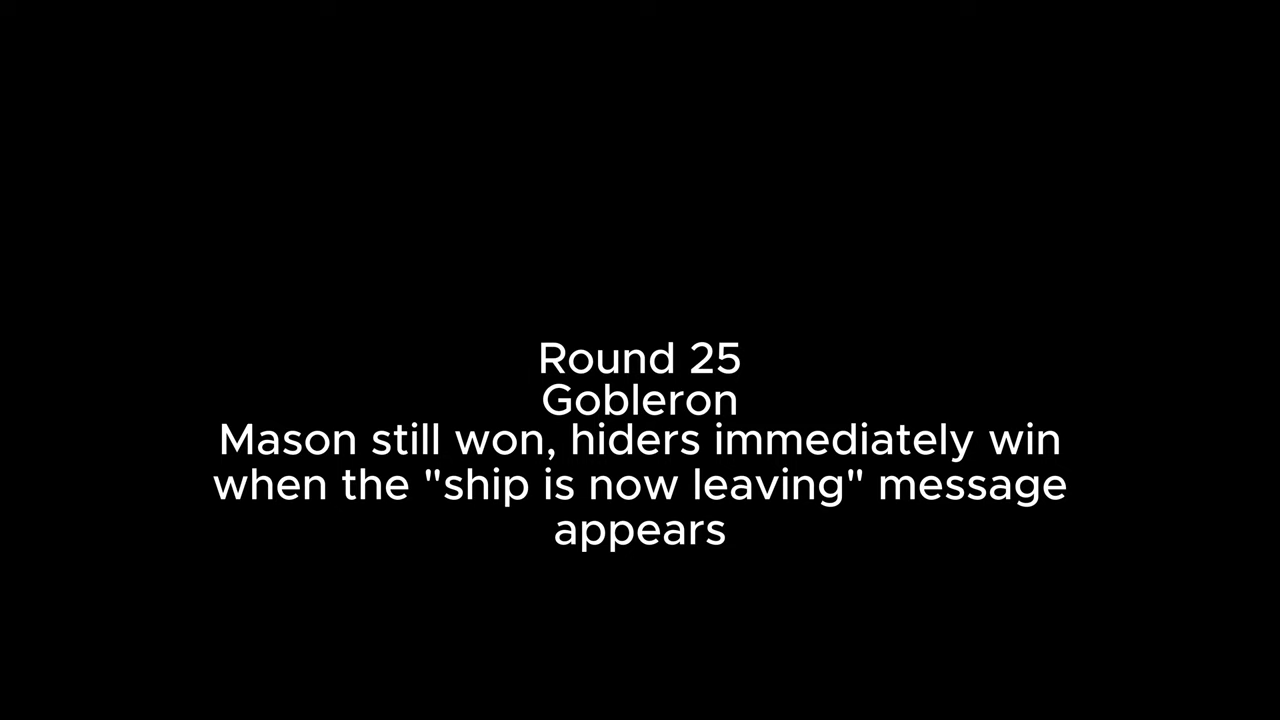 Round 25
Gobleron
Mason still won, hiders immediately win
when the "ship is now leaving" message
appears